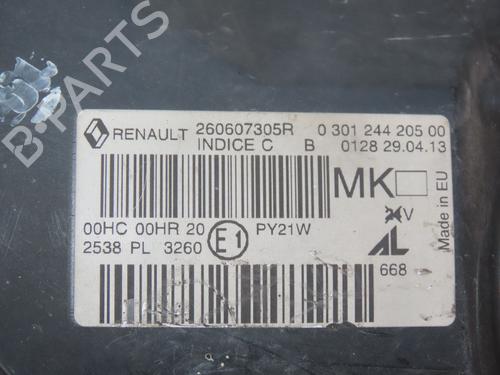 RENAULT 260607305R 0 301 244 205 00
INDICE C B 0128 29.04.13
MK
Made in EU
00HC 00HR 20 PY21W
2538 PL 3260 E1
V
AL
668
B-PARTS